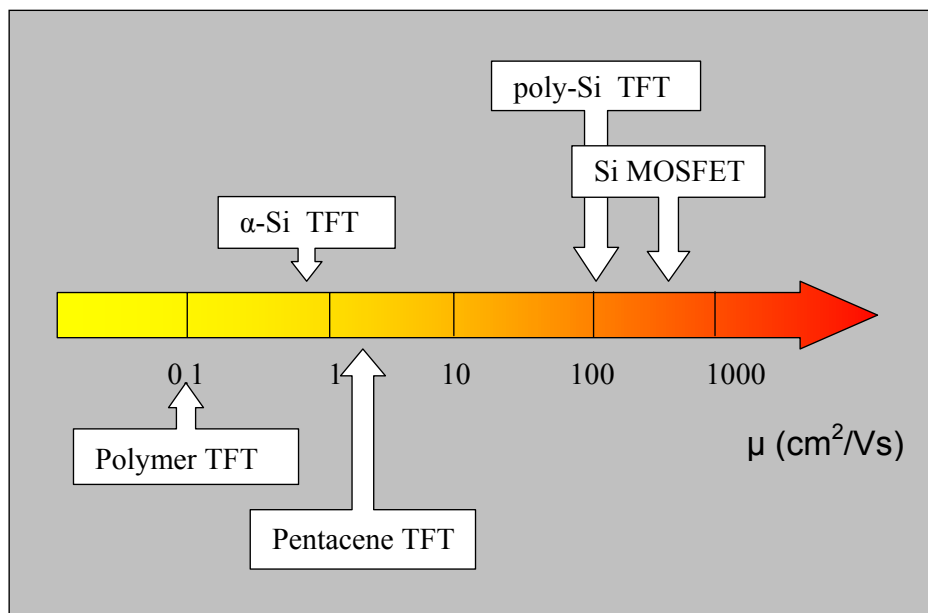 poly-Si TFT
Si MOSFET
α-Si TFT
0.1 1 10 100 1000
μ (cm²/Vs)
Polymer TFT
Pentacene TFT